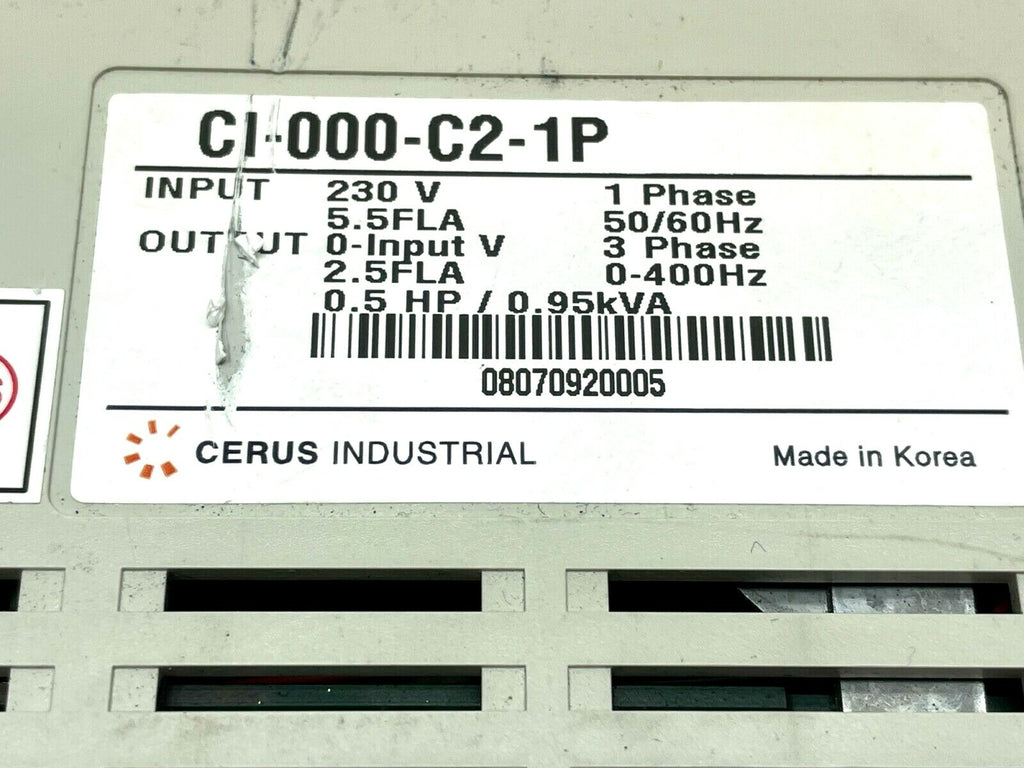 CI-000-C2-1P
INPUT 230 V 1 Phase
5.5FLA 50/60Hz
OUTPUT 0-Input V 3 Phase
2.5FLA 0-400Hz
0.5 HP / 0.95kVA
08070920005
CERUS INDUSTRIAL Made in Korea